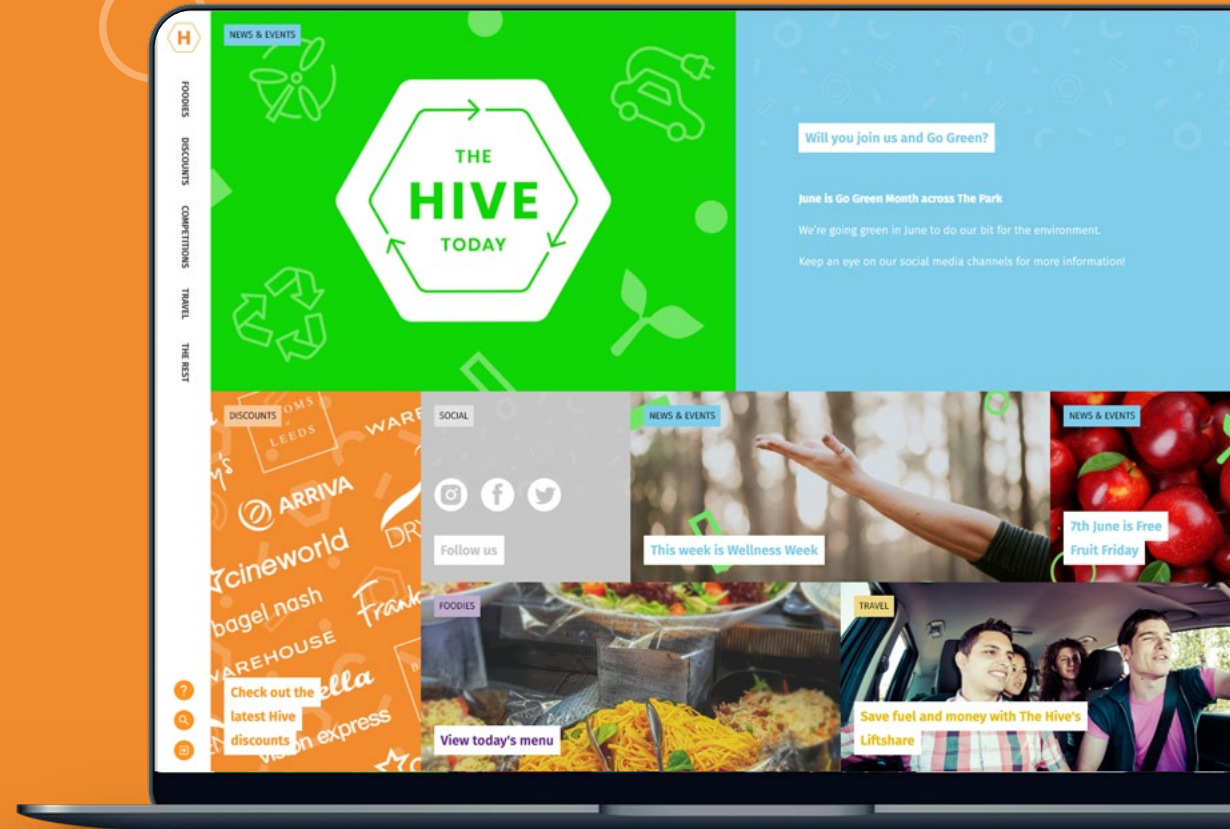 H
FOODIES
DISCOUNTS
COMPETITIONS
TRAVEL
THE REST
NEWS & EVENTS
THE
HIVE
TODAY
Will you join us and Go Green?
June is Go Green Month across The Park
We're going green in June to do our bit for the environment.
Keep an eye on our social media channels for more information!
DISCOUNTS
LEEDS
ARRIVA
cineworld
bagel nash
WAREHOUSE
express
Check out the
latest Hive
discounts
SOCIAL
Follow us
NEWS & EVENTS
This week is Wellness Week
NEWS & EVENTS
7th June is Free
Fruit Friday
FOODIES
View today's menu
TRAVEL
Save fuel and money with The Hive's
Liftshare